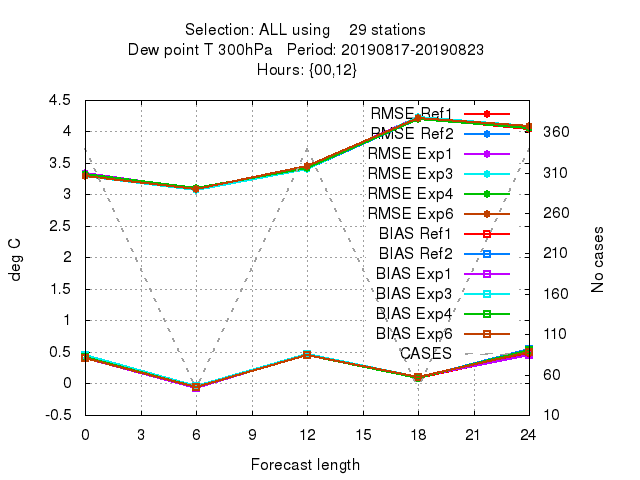 Selection: ALL using 29 stations
Dew point T 300hPa Period: 20190817-20190823
Hours: {00,12}
4.5
4
3.5
3
2.5
2
1.5
1
0.5
0
-0.5
deg C
RMSE Ref1
RMSE Ref2
RMSE Exp1
RMSE Exp3
RMSE Exp4
RMSE Exp6
BIAS Ref1
BIAS Ref2
BIAS Exp1
BIAS Exp3
BIAS Exp4
BIAS Exp6
CASES
360
310
260
210
160
110
60
10
No cases
0 3 6 9 12 15 18 21 24
Forecast length